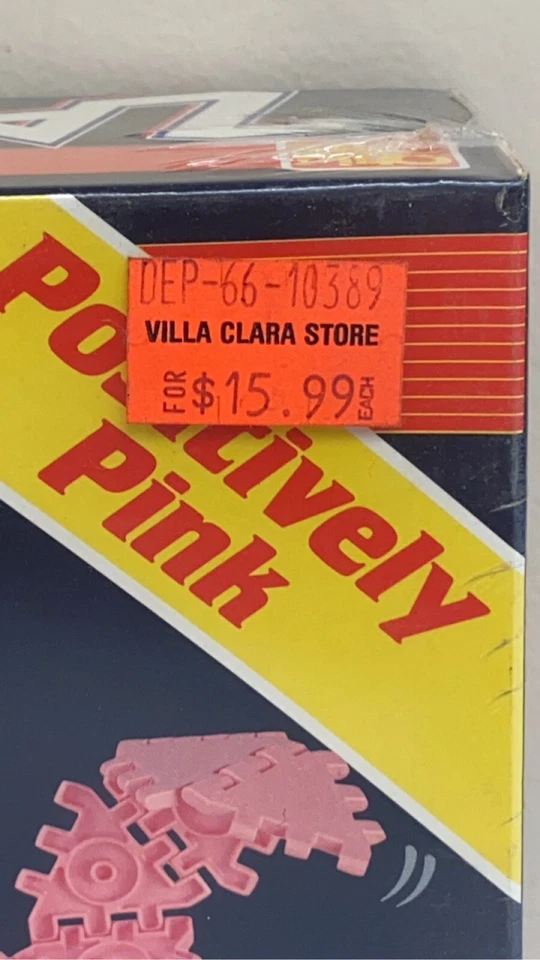 DEP-66-10389
VILLA CLARA STORE
FOR $15.99 EACH
Positively
Pink